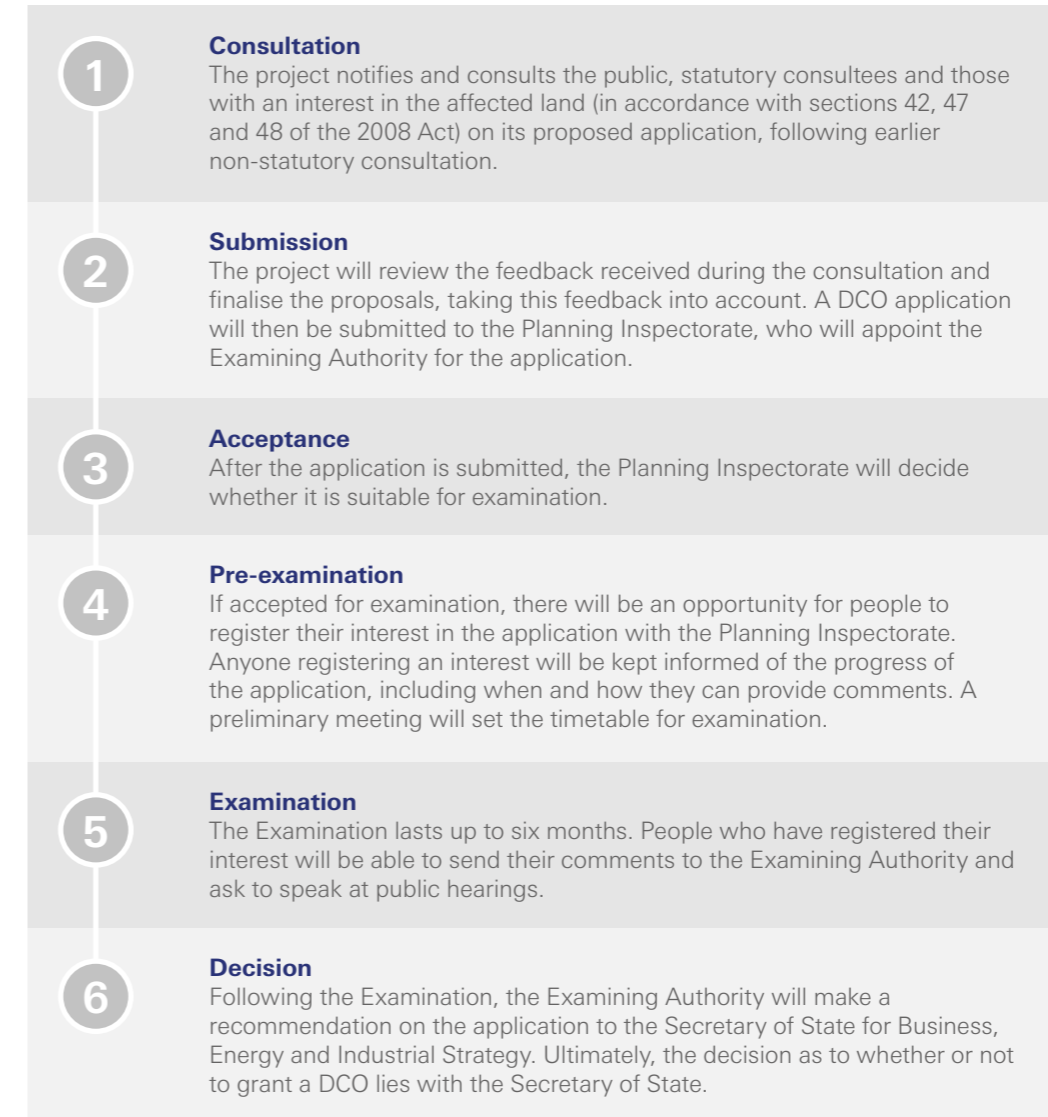 1
Consultation
The project notifies and consults the public, statutory consultees and those
with an interest in the affected land (in accordance with sections 42, 47
and 48 of the 2008 Act) on its proposed application, following earlier
non-statutory consultation.
2
Submission
The project will review the feedback received during the consultation and
finalise the proposals, taking this feedback into account. A DCO application
will then be submitted to the Planning Inspectorate, who will appoint the
Examining Authority for the application.
3
Acceptance
After the application is submitted, the Planning Inspectorate will decide
whether it is suitable for examination.
4
Pre-examination
If accepted for examination, there will be an opportunity for people to
register their interest in the application with the Planning Inspectorate.
Anyone registering an interest will be kept informed of the progress of
the application, including when and how they can provide comments. A
preliminary meeting will set the timetable for examination.
5
Examination
The Examination lasts up to six months. People who have registered their
interest will be able to send their comments to the Examining Authority and
ask to speak at public hearings.
6
Decision
Following the Examination, the Examining Authority will make a
recommendation on the application to the Secretary of State for Business,
Energy and Industrial Strategy. Ultimately, the decision as to whether or not
to grant a DCO lies with the Secretary of State.